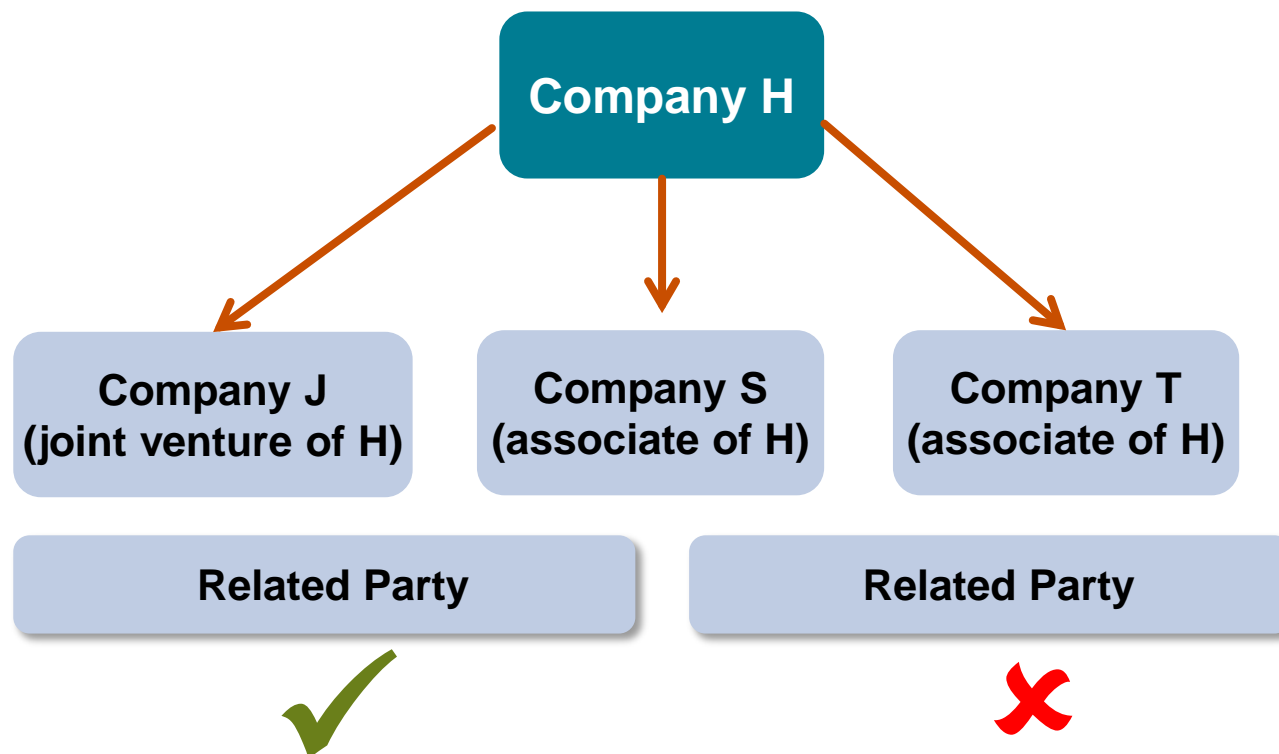 Company H
Company J
(joint venture of H)
Company S
(associate of H)
Company T
(associate of H)
Related Party
Related Party